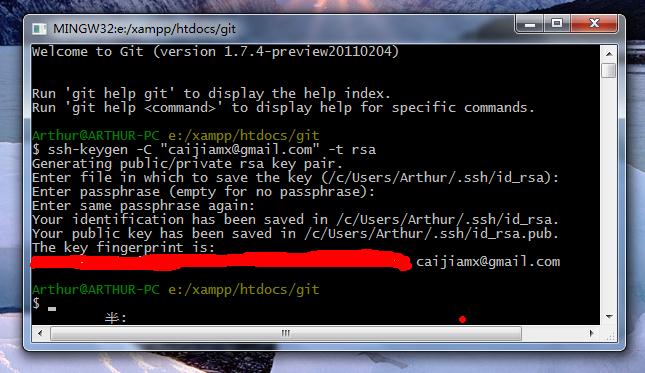 MINGW32:e:/xampp/htdocs/git
Welcome to Git (version 1.7.4-preview20110204)
Run 'git help git' to display the help index.
Run 'git help <command>' to display help for specific commands.
Arthur@ARTHUR-PC e:/xampp/htdocs/git
$ ssh-keygen -C "caijiamx@gmail.com" -t rsa
Generating public/private rsa key pair.
Enter file in which to save the key (/c/Users/Arthur/.ssh/id_rsa):
Enter passphrase (empty for no passphrase):
Enter same passphrase again:
Your identification has been saved in /c/Users/Arthur/.ssh/id_rsa.
Your public key has been saved in /c/Users/Arthur/.ssh/id_rsa.pub.
The key fingerprint is:
caijiamx@gmail.com
Arthur@ARTHUR-PC e:/xampp/htdocs/git
$ _
半: